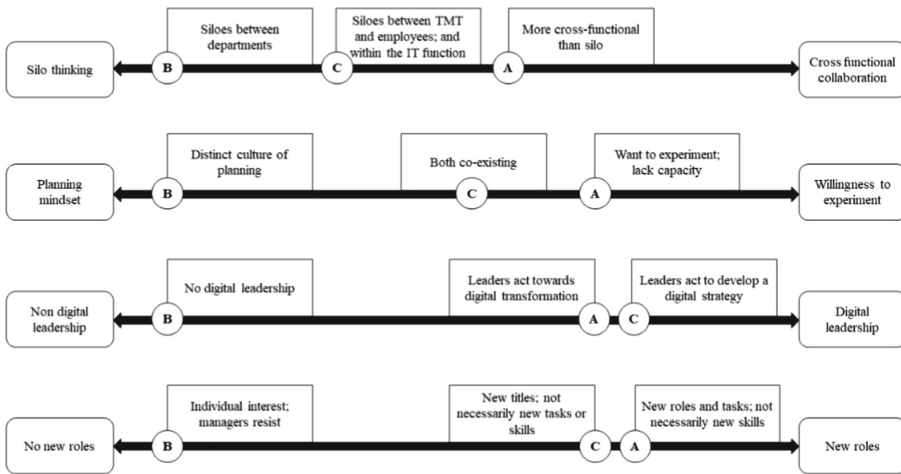 Siloes between
departments
Siloes between TMT
and employees; and
within the IT function
More cross-functional
than silo
Silo thinking
B
C
A
Cross functional
collaboration
Distinct culture of
planning
Both co-existing
Want to experiment;
lack capacity
Planning
mindset
B
C
A
Willingness to
experiment
No digital leadership
Leaders act towards
digital transformation
Leaders act to develop a
digital strategy
Non digital
leadership
B
A
C
Digital
leadership
Individual interest;
managers resist
New titles; not
necessarily new tasks or
skills
New roles and tasks; not
necessarily new skills
No new roles
B
C
A
New roles